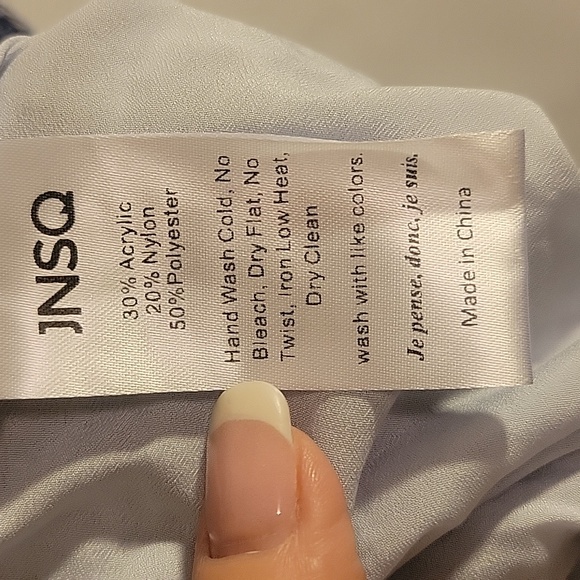 JNSQ
30% Acrylic
20% Nylon
50%Polyester
Hand Wash Cold, No
Bleach, Dry Flat, No
Twist, Iron Low Heat,
Dry Clean
wash with like colors.
Je pense, donc, je suis.
Made in China